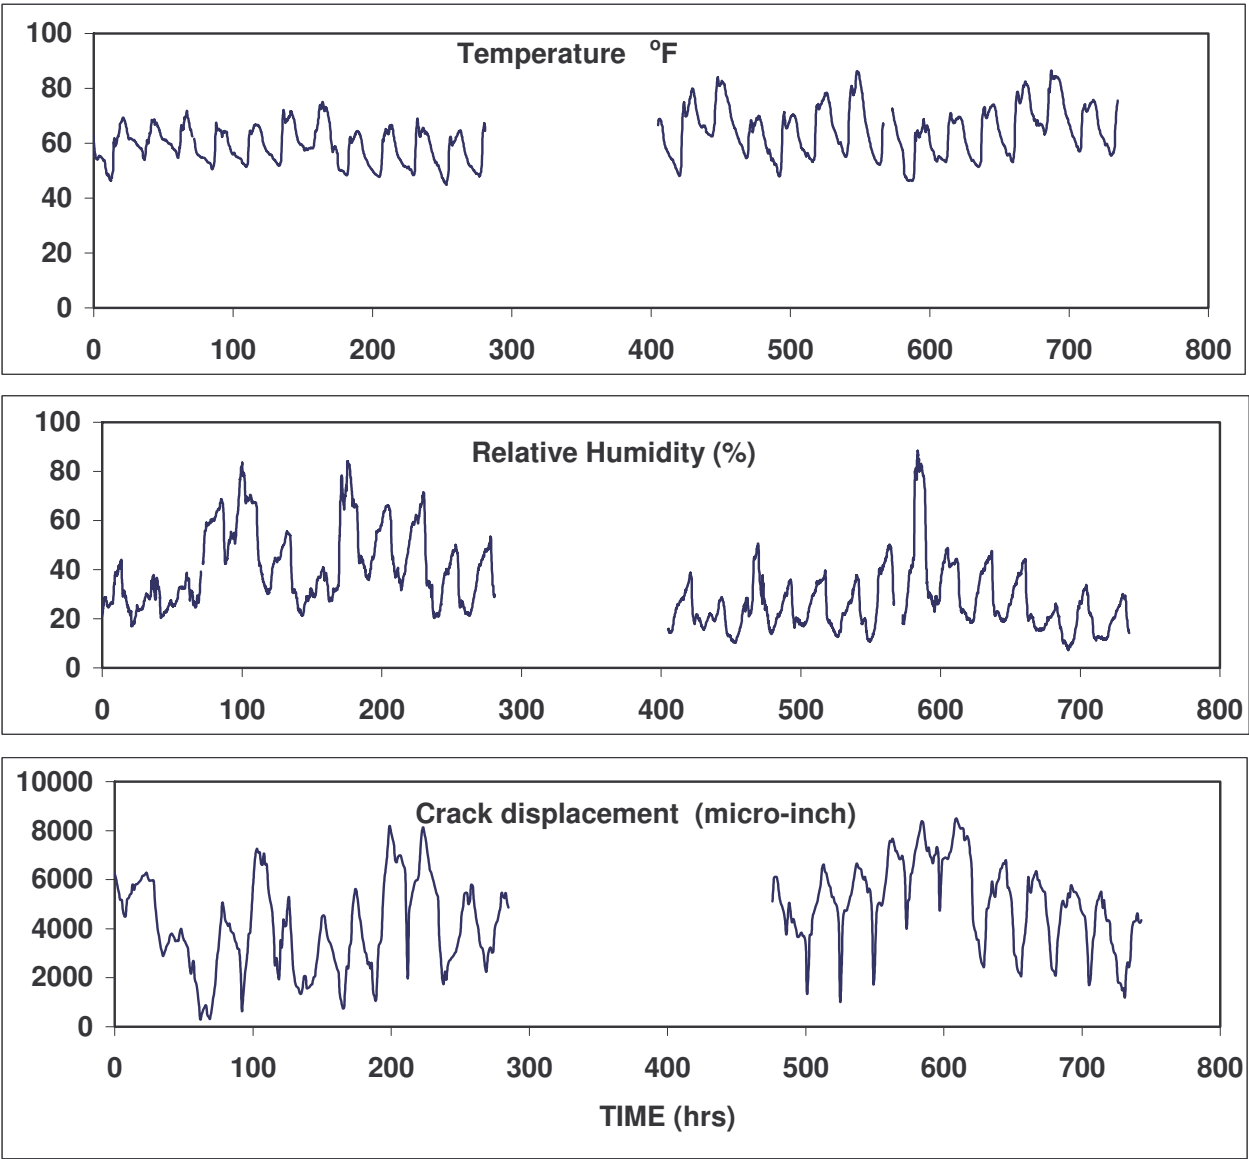 Temperature °F
100
80
60
40
20
0
0 100 200 300 400 500 600 700 800
Relative Humidity (%)
100
80
60
40
20
0
0 100 200 300 400 500 600 700 800
Crack displacement (micro-inch)
10000
8000
6000
4000
2000
0
0 100 200 300 400 500 600 700 800
TIME (hrs)